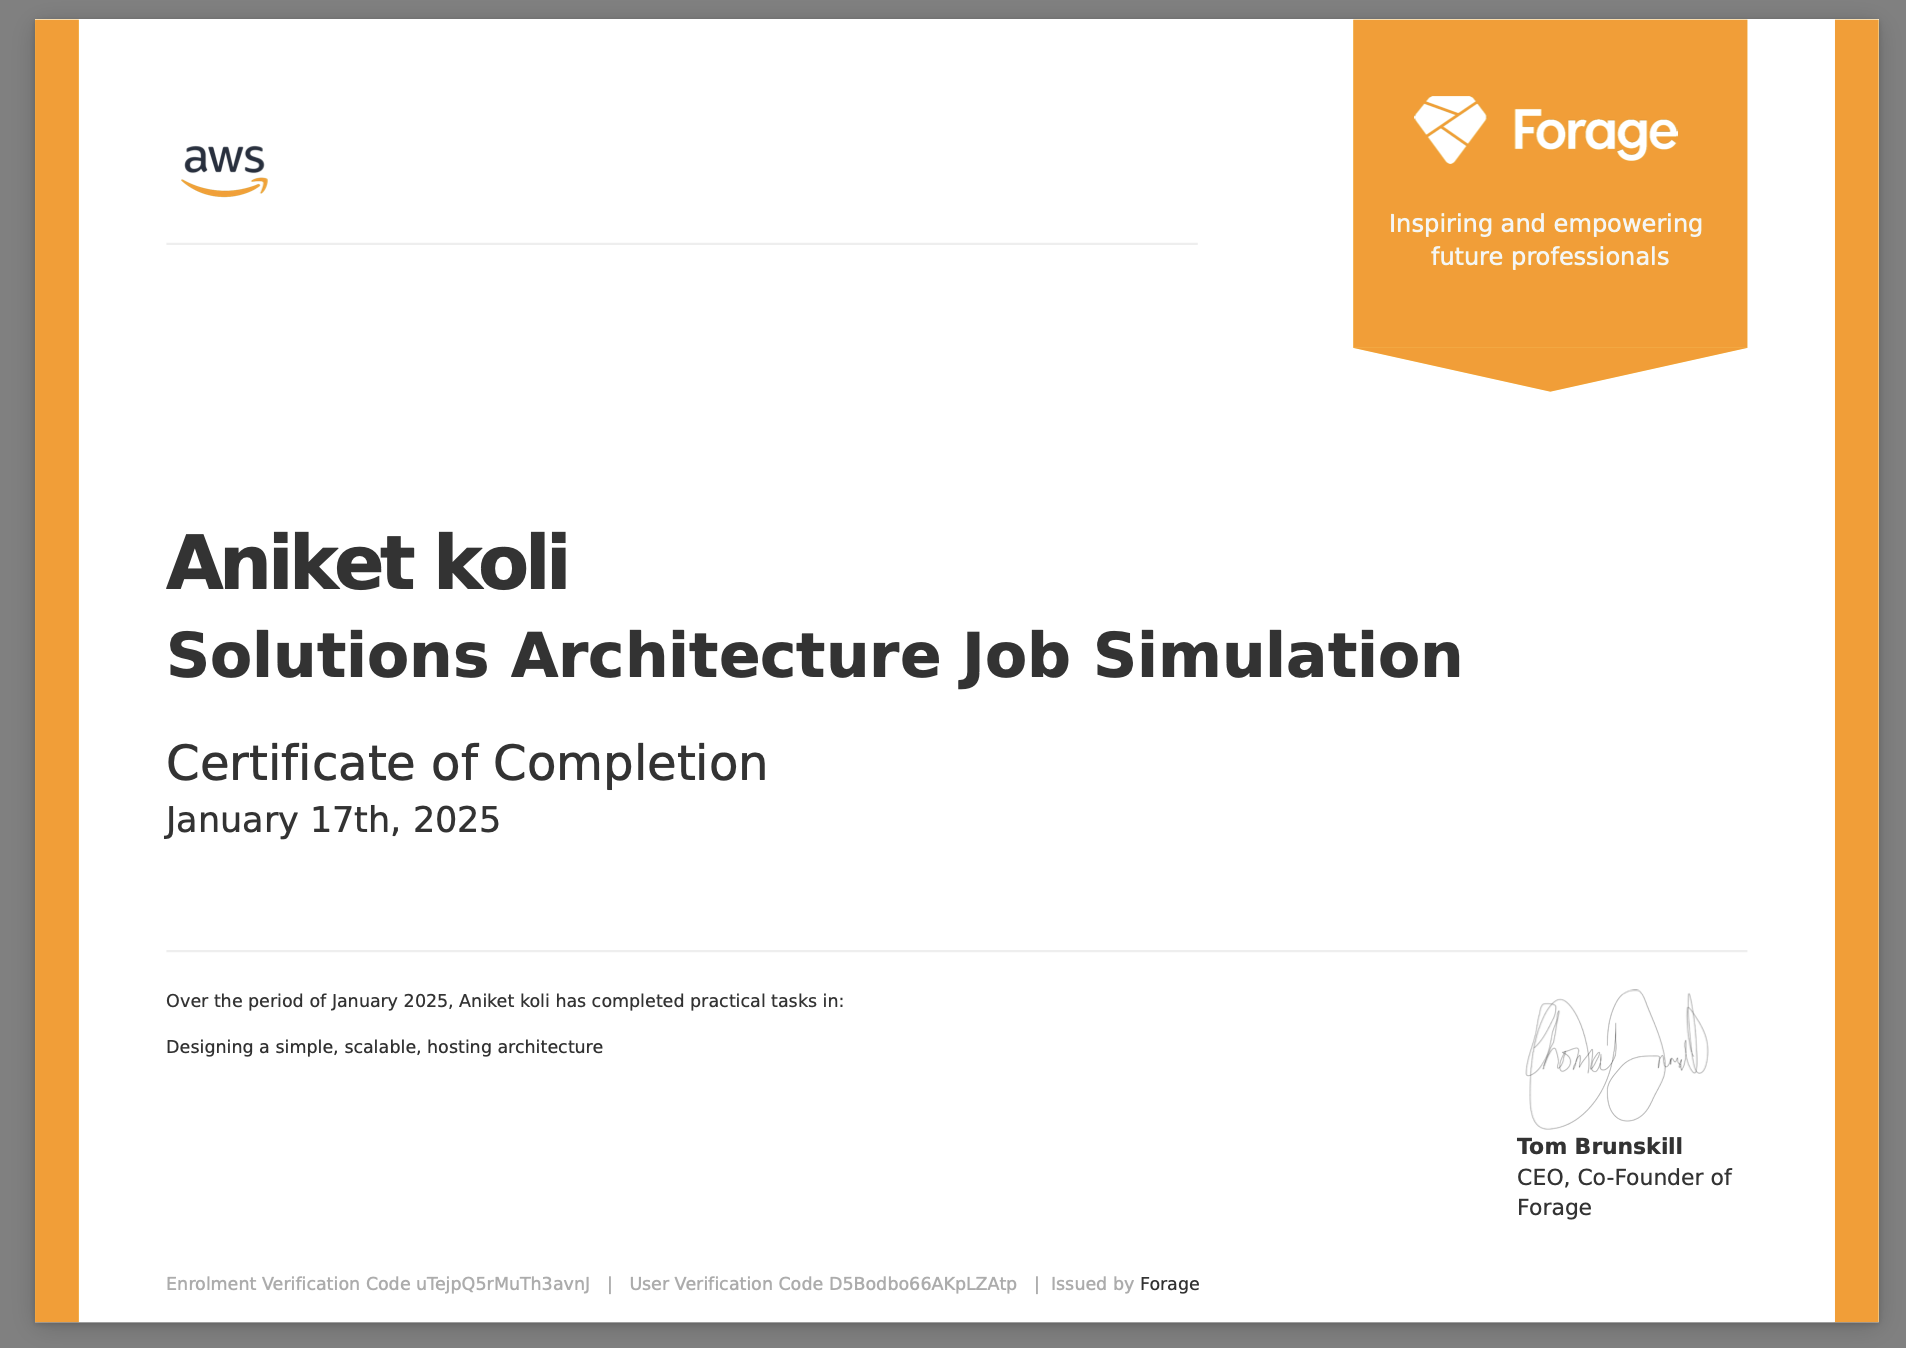 aws
Forage
Inspiring and empowering
future professionals
Aniket koli
Solutions Architecture Job Simulation
Certificate of Completion
January 17th, 2025
Over the period of January 2025, Aniket koli has completed practical tasks in:
Designing a simple, scalable, hosting architecture
Tom Brunskill
CEO, Co-Founder of
Forage
Enrolment Verification Code uTejpQ5rMuTh3avnJ | User Verification Code D5Bodbo66AKpLZAtp | Issued by Forage